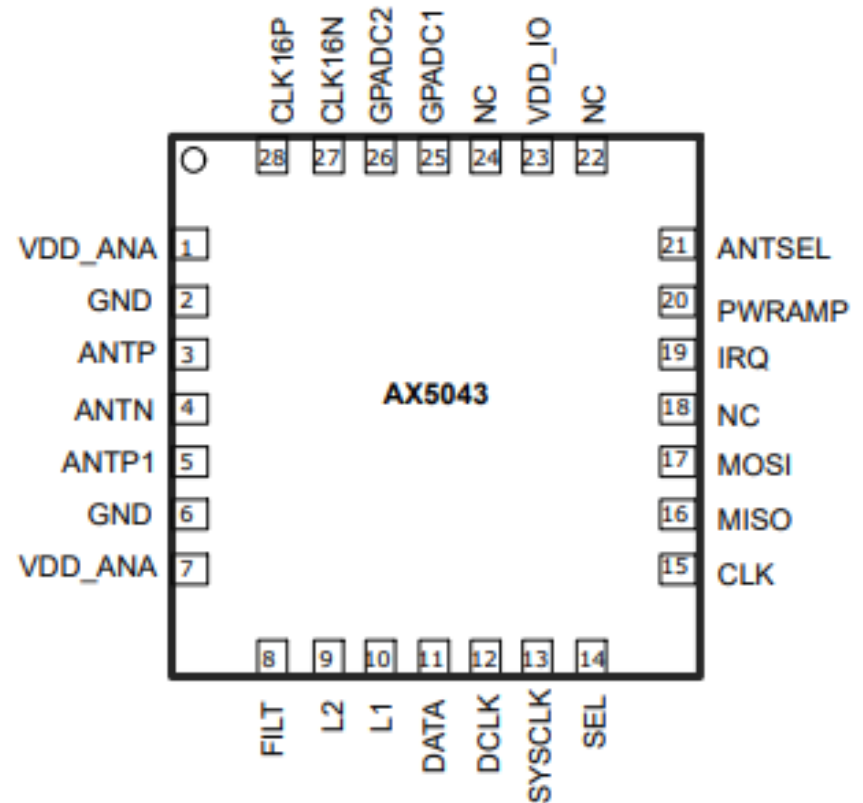 CLK16P
CLK16N
GPADC2
GPADC1
NC
VDD_IO
NC
28 27 26 25 24 23 22
VDD_ANA 1
GND 2
ANTP 3
ANTN 4
ANTP1 5
GND 6
VDD_ANA 7
AX5043
21 ANTSEL
20 PWRAMP
19 IRQ
18 NC
17 MOSI
16 MISO
15 CLK
8 9 10 11 12 13 14
FILT
L2
L1
DATA
DCLK
SYSCLK
SEL